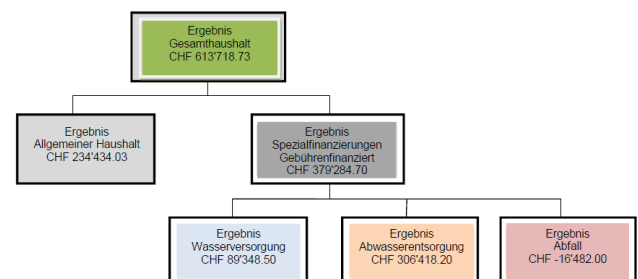 Ergebnis
Gesamthaushalt
CHF 613'718.73
Ergebnis
Allgemeiner Haushalt
CHF 234'434.03
Ergebnis
Spezialfinanzierungen
Gebührenfinanziert
CHF 379'284.70
Ergebnis
Wasserversorgung
CHF 89'348.50
Ergebnis
Abwasserentsorgung
CHF 306'418.20
Ergebnis
Abfall
CHF -16'482.00